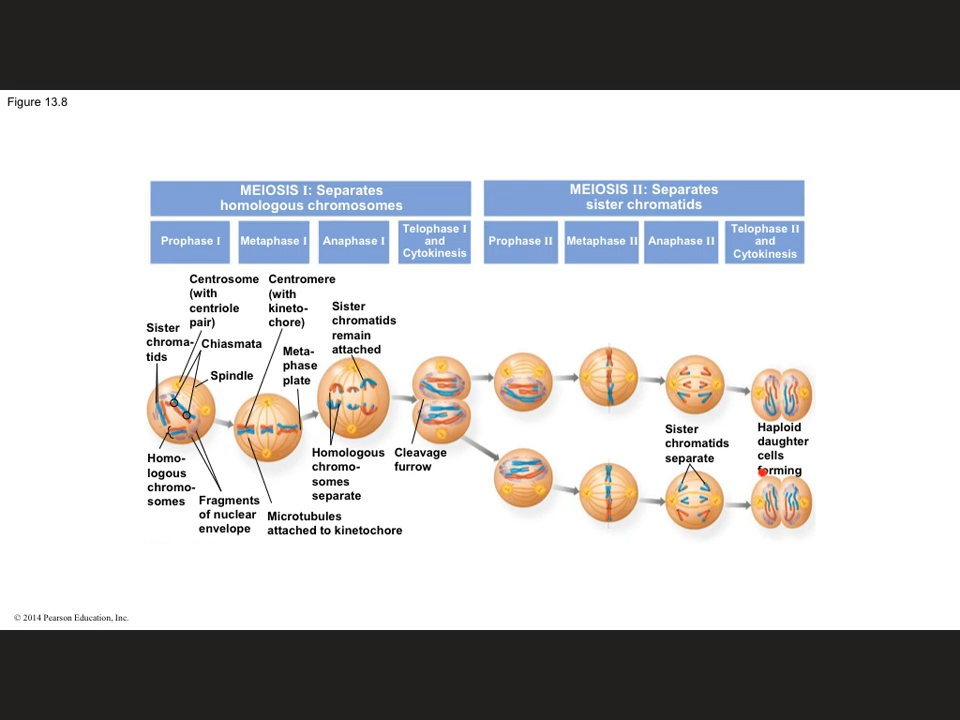 Figure 13.8
MEIOSIS I: Separates
homologous chromosomes
MEIOSIS II: Separates
sister chromatids
Prophase I
Metaphase I
Anaphase I
Telophase I
and
Cytokinesis
Prophase II
Metaphase II
Anaphase II
Telophase II
and
Cytokinesis
Centrosome
(with
centriole
pair)
Centromere
(with
kineto-
chore)
Sister
chromatids
remain
attached
Sister
chroma-
tids
Chiasmata
Spindle
Meta-
phase
plate
Homo-
logous
chromo-
somes
Fragments
of nuclear
envelope
Microtubules
attached to kinetochore
Homologous
chromo-
somes
separate
Cleavage
furrow
Sister
chromatids
separate
Haploid
daughter
cells
forming
© 2014 Pearson Education, Inc.